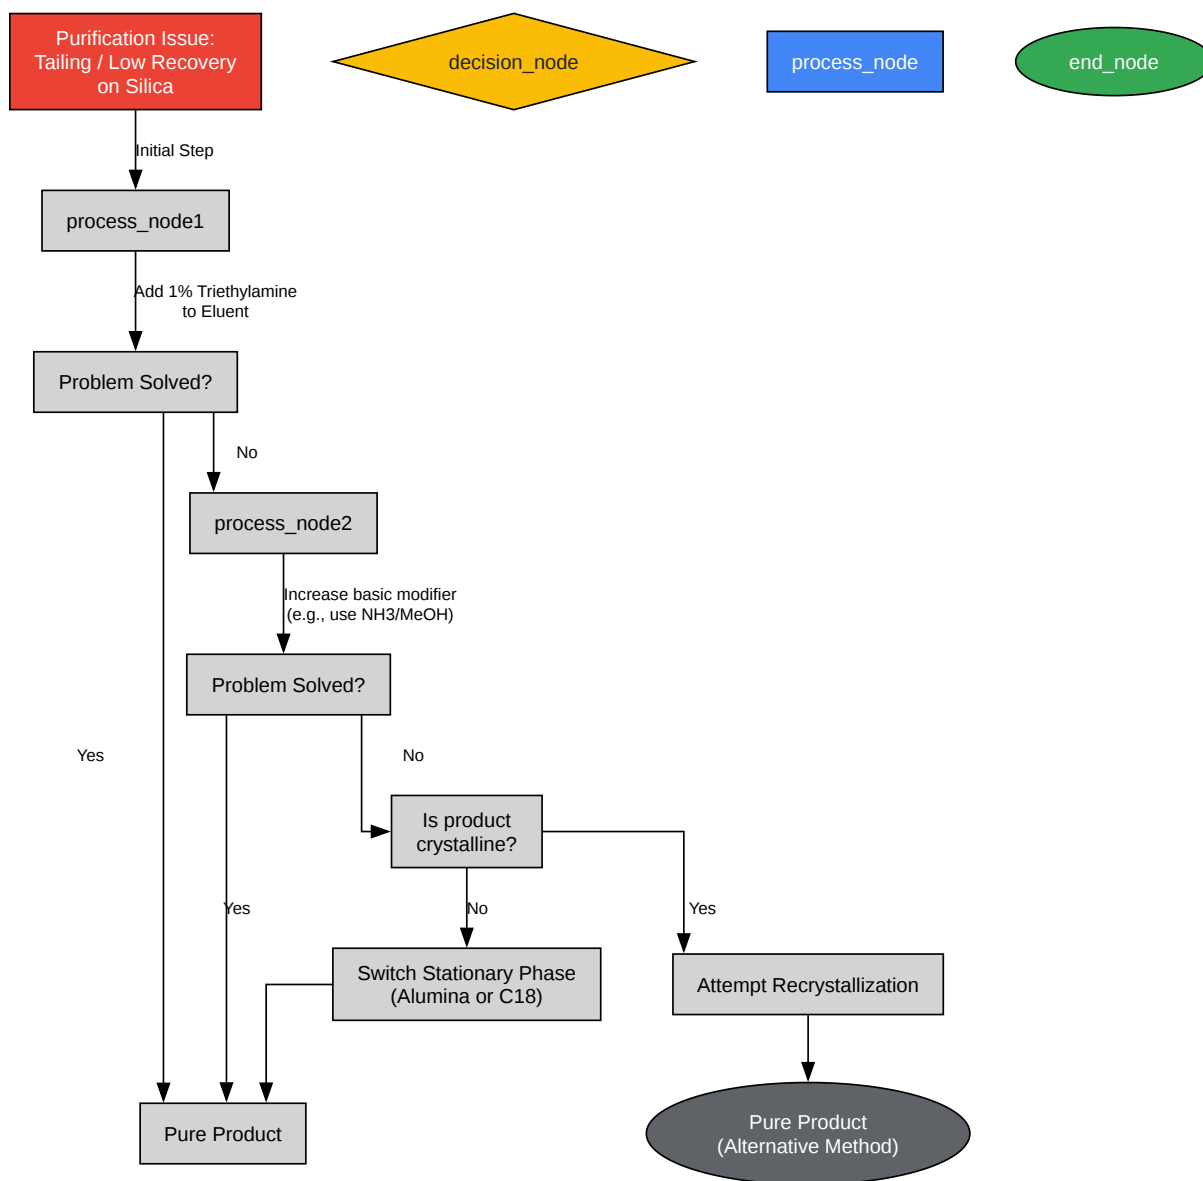 Purification Issue:
Tailing / Low Recovery
on Silica
decision_node
process_node
end_node
Initial Step
process_node1
Add 1% Triethylamine
to Eluent
Problem Solved?
No
process_node2
Increase basic modifier
(e.g., use NH3/MeOH)
Problem Solved?
Yes
No
Is product
crystalline?
Yes
No
Yes
Switch Stationary Phase
(Alumina or C18)
Attempt Recrystallization
Pure Product
Pure Product
(Alternative Method)